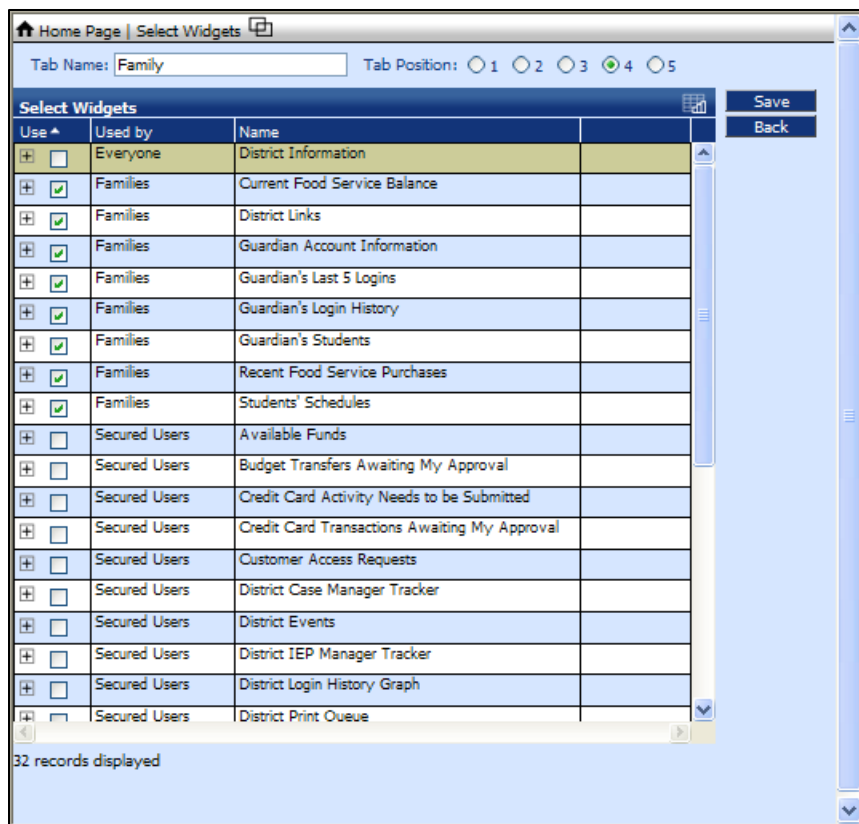 Home Page | Select Widgets
Tab Name: Family Tab Position: 1 2 3 4 5
Select Widgets
Save
Back
Use Used by Name
Everyone District Information
Families Current Food Service Balance
Families District Links
Families Guardian Account Information
Families Guardian's Last 5 Logins
Families Guardian's Login History
Families Guardian's Students
Families Recent Food Service Purchases
Families Students' Schedules
Secured Users Available Funds
Secured Users Budget Transfers Awaiting My Approval
Secured Users Credit Card Activity Needs to be Submitted
Secured Users Credit Card Transactions Awaiting My Approval
Secured Users Customer Access Requests
Secured Users District Case Manager Tracker
Secured Users District Events
Secured Users District IEP Manager Tracker
Secured Users District Login History Graph
Secured Users District Print Queue
32 records displayed